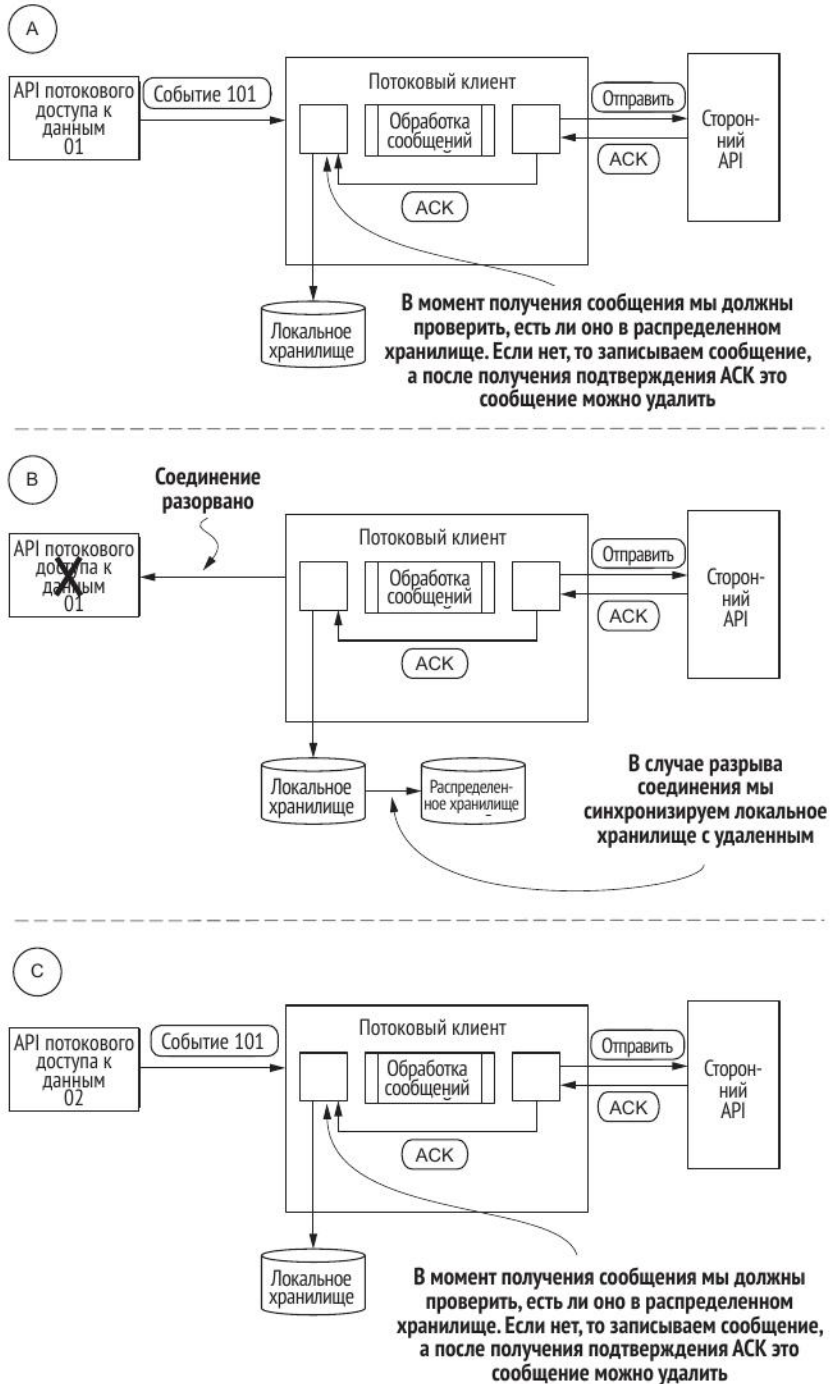 A
API потокового
доступа к
данным
01
Событие 101
Потоковый клиент
Обработка
сообщений
ACK
Отправить
ACK
Сторон-
ний
API
Локальное
хранилище
В момент получения сообщения мы должны
проверить, есть ли оно в распределенном
хранилище. Если нет, то записываем сообщение,
а после получения подтверждения ACK это
сообщение можно удалить
B
Соединение
разорвано
API потокового
доступа к
данным
01
Потоковый клиент
Обработка
сообщений
ACK
Отправить
ACK
Сторон-
ний
API
Локальное
хранилище
Распределен-
ное хранилище
В случае разрыва
соединения мы
синхронизируем локальное
хранилище с удаленным
C
API потокового
доступа к
данным
02
Событие 101
Потоковый клиент
Обработка
сообщений
ACK
Отправить
ACK
Сторон-
ний
API
Локальное
хранилище
В момент получения сообщения мы должны
проверить, есть ли оно в распределенном
хранилище. Если нет, то записываем сообщение,
а после получения подтверждения ACK это
сообщение можно удалить